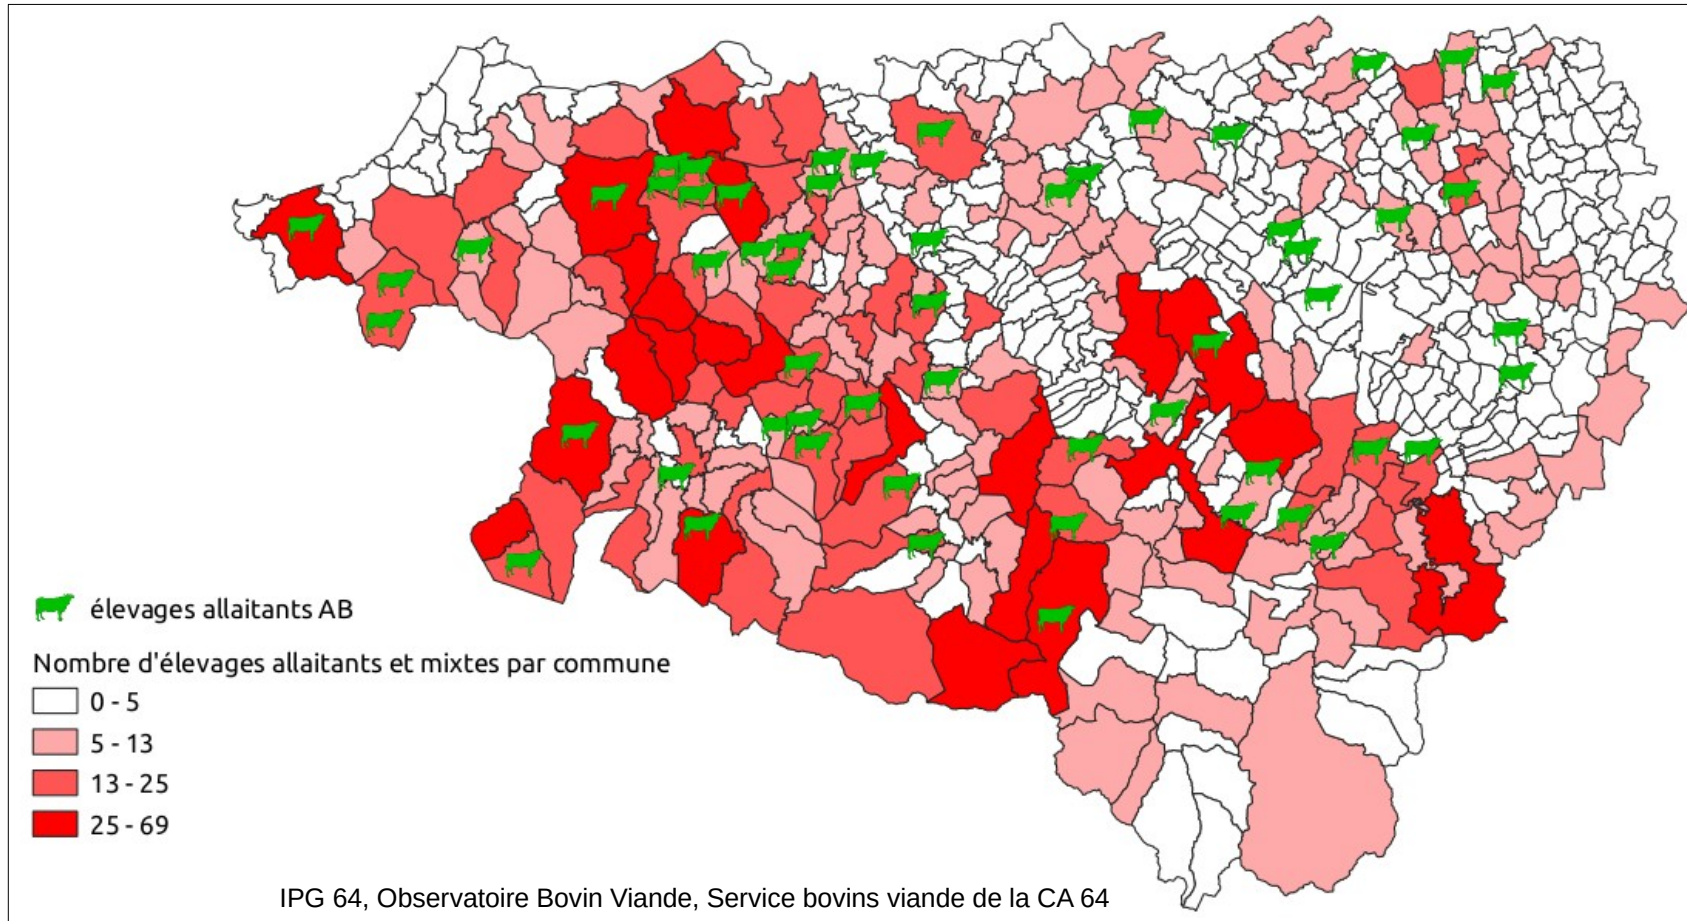 élevages allaitants AB
Nombre d'élevages allaitants et mixtes par commune
0 - 5
5 - 13
13 - 25
25 - 69
IPG 64, Observatoire Bovin Viande, Service bovins viande de la CA 64